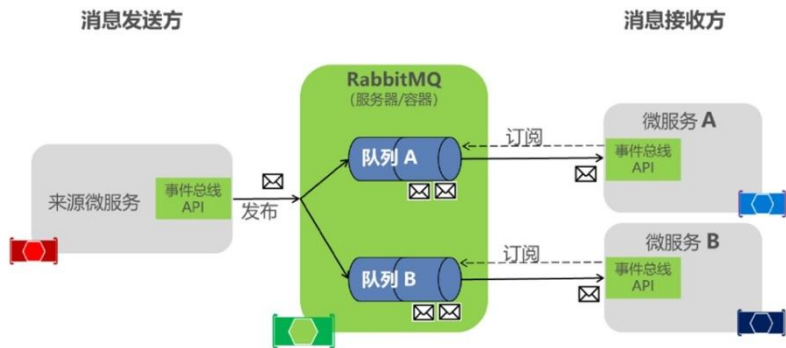 消息发送方
消息接收方
RabbitMQ
(服务器/容器)
来源微服务
事件总线
API
发布
队列 A
队列 B
订阅
微服务 A
事件总线
API
订阅
微服务 B
事件总线
API